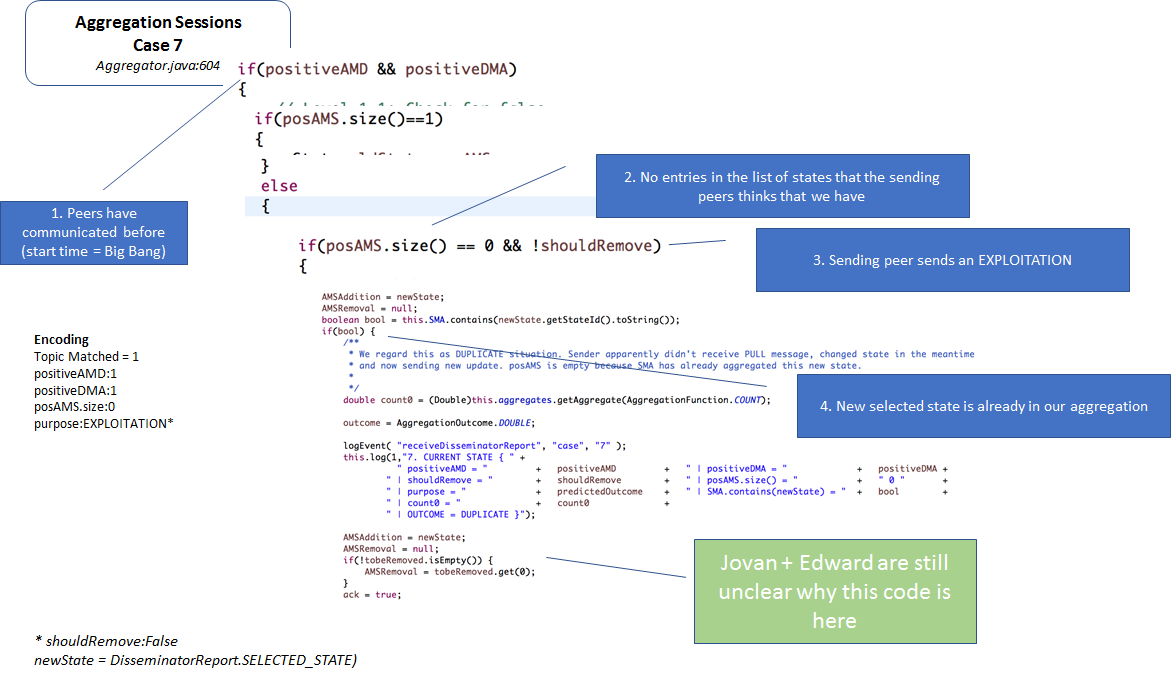 Aggregation Sessions
Case 7
Aggregator.java:604
if(positiveAMD && positiveDMA)
{
// Level 1.1: Check for false
if(posAMS.size()==1)
{
}
else
{
1. Peers have
communicated before
(start time = Big Bang)
2. No entries in the list of states that the sending
peers thinks that we have
if(posAMS.size() == 0 && !shouldRemove)
{
3. Sending peer sends an EXPLOITATION
AMSAddition = newState;
AMSRemoval = null;
boolean bool = this.SMA.contains(newState.getStateId().toString());
if(bool) {
/**
* We regard this as DUPLICATE situation. Sender apparently didn't receive PULL message, changed state in the meantime
* and now sending new update. posAMS is empty because SMA has already aggregated this new state.
*
*/
double count0 = (Double)this.aggregates.getAggregate(AggregationFunction.COUNT);
4. New selected state is already in our aggregation
outcome = AggregationOutcome.DOUBLE;
logEvent( "receiveDisseminatorReport", "case", "7" );
this.log(1,"7. CURRENT STATE { " +
" positiveAMD = " + positiveAMD + " | positiveDMA = " + positiveDMA +
" | shouldRemove = " + shouldRemove + " | posAMS.size() = " + " 0 " +
" | purpose = " + predictedOutcome + " | SMA.contains(newState) = " + bool +
" | count0 = " + count0 +
" | OUTCOME = DUPLICATE }");
AMSAddition = newState;
AMSRemoval = null;
if(!tobeRemoved.isEmpty()) {
AMSRemoval = tobeRemoved.get(0);
}
ack = true;
Jovan + Edward are still
unclear why this code is
here
Encoding
Topic Matched = 1
positiveAMD:1
positiveDMA:1
posAMS.size:0
purpose:EXPLOITATION*
* shouldRemove:False
newState = DisseminatorReport.SELECTED_STATE)